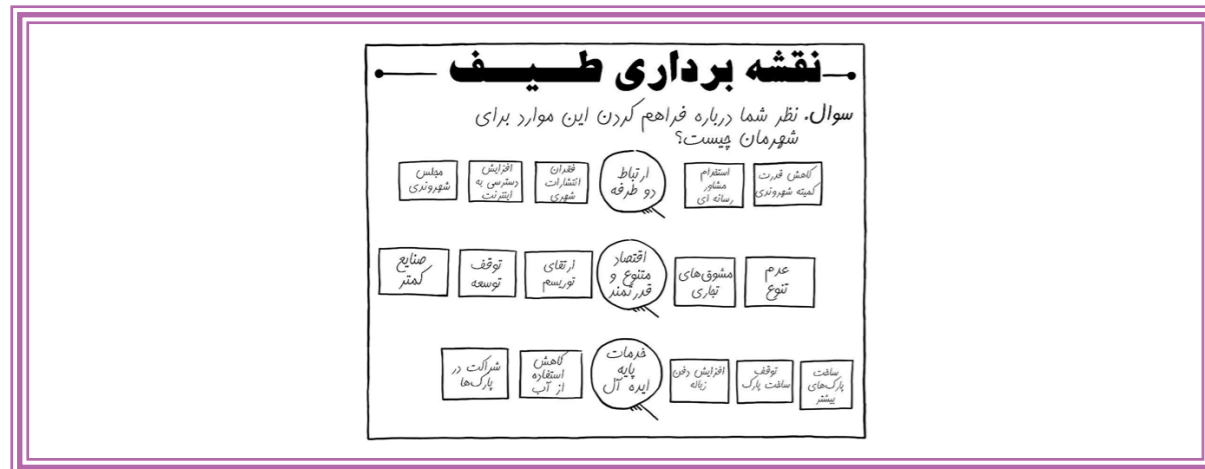 نقشه برداری طیف
سوال. نظر شما درباره فراهم کردن این موارد برای
شهرمان چیست؟
کاهش قدرت
کمیته شهروندی
استخدام
مشاور
رسانه ای
ارتباط
دو طرفه
فقدان
انتشارات
شهری
افزایش
دسترسی به
اینترنت
مجلس
شهروندی
عدم
تنوع
مشوق‌های
تجاری
اقتصاد
متنوع و
قدرتمند
ارتقای
توریسم
توقف
توسعه
صنایع
کمتر
ساخت
پارک‌های
بیشتر
توقف
ساخت پارک
افزایش دفن
زباله
خدمات
پایه
ایده آل
کاهش
استفاده
از آب
شراکت در
پارک‌ها